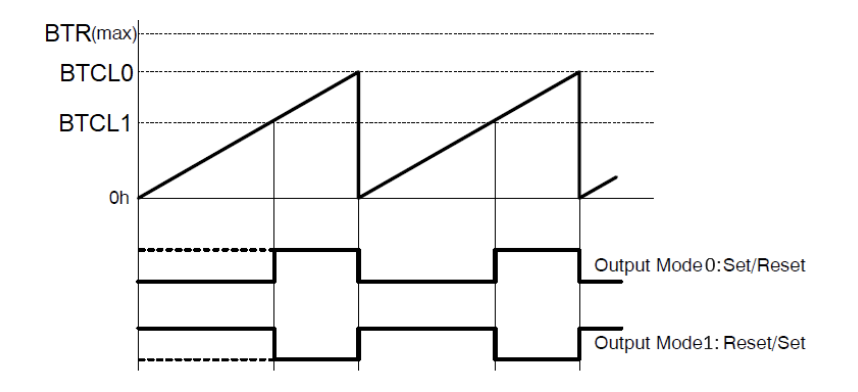 BTR(max)
BTCL0
BTCL1
0h
Output Mode0:Set/Reset
Output Mode1: Reset/Set